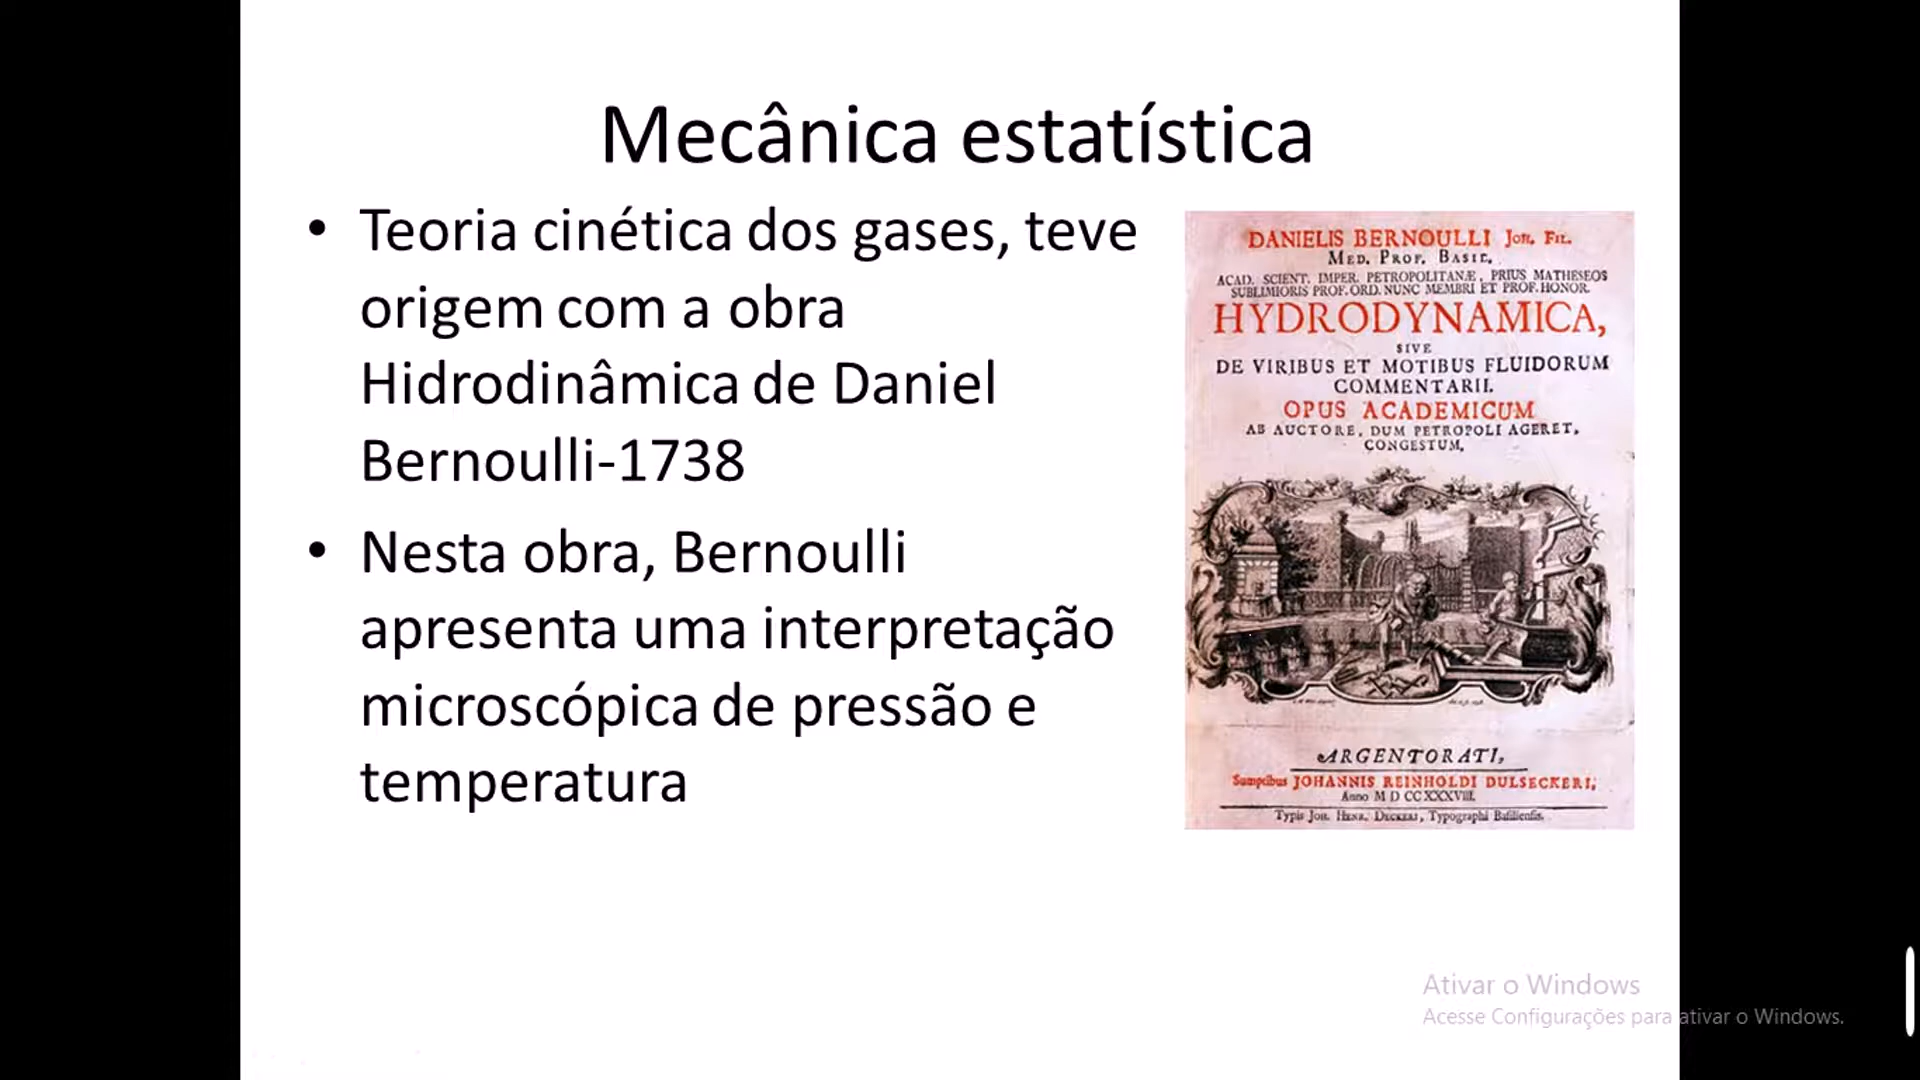 Mecânica estatística
• Teoria cinética dos gases, teve
origem com a obra
Hidrodinâmica de Daniel
Bernoulli-1738
• Nesta obra, Bernoulli
apresenta uma interpretação
microscópica de pressão e
temperatura
DANIELIS BERNOULLI Joh. Fil.
Med. Prof. Basil.
ACAD. SCIENT. IMPER. PETROPOLITANÆ, PRIUS MATHESEOS
SUBLIMIORIS PROF. ORD. NUNC MEMBRI ET PROF. HONOR.
HYDRODYNAMICA,
SIVE
DE VIRIBUS ET MOTIBUS FLUIDORUM
COMMENTARII.
OPUS ACADEMICUM
AB AUCTORE, DUM PETROPOLI AGERET,
CONGESTUM.
ARGENTORATI,
Sumptibus JOHANNIS REINHOLDI DULSECKERI,
Anno M D CC XXXVIII.
Typis Joh. Henr. Deckeri, Typographi Basiliensis.
Ativar o Windows
Acesse Configurações para ativar o Windows.